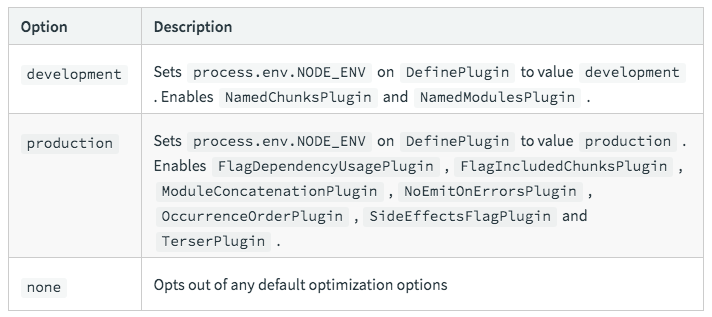 Option Description
development Sets process.env.NODE_ENV on DefinePlugin to value development
. Enables NamedChunksPlugin and NamedModulesPlugin .
production Sets process.env.NODE_ENV on DefinePlugin to value production .
Enables FlagDependencyUsagePlugin , FlagIncludedChunksPlugin ,
ModuleConcatenationPlugin , NoEmitOnErrorsPlugin ,
OccurrenceOrderPlugin , SideEffectsFlagPlugin and
TerserPlugin .
none Opts out of any default optimization options